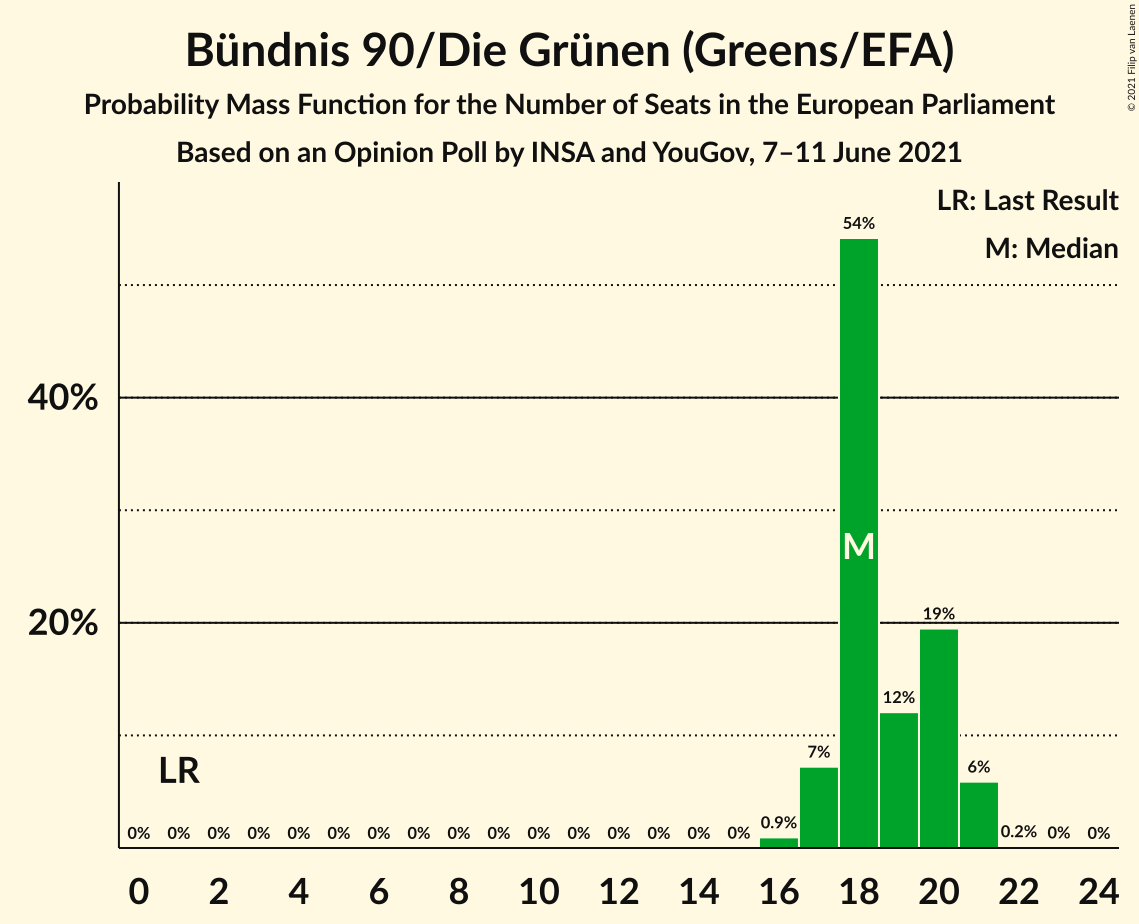 Bündnis 90/Die Grünen (Greens/EFA)
Probability Mass Function for the Number of Seats in the European Parliament
Based on an Opinion Poll by INSA and YouGov, 7–11 June 2021
© 2021 Filip van Laenen
LR: Last Result
M: Median
54%
40%
M
20%
19%
12%
7%
6%
LR
0% 0% 0% 0% 0% 0% 0% 0% 0% 0% 0% 0% 0% 0% 0% 0% 0.9% 0.2% 0% 0%
0 2 4 6 8 10 12 14 16 18 20 22 24